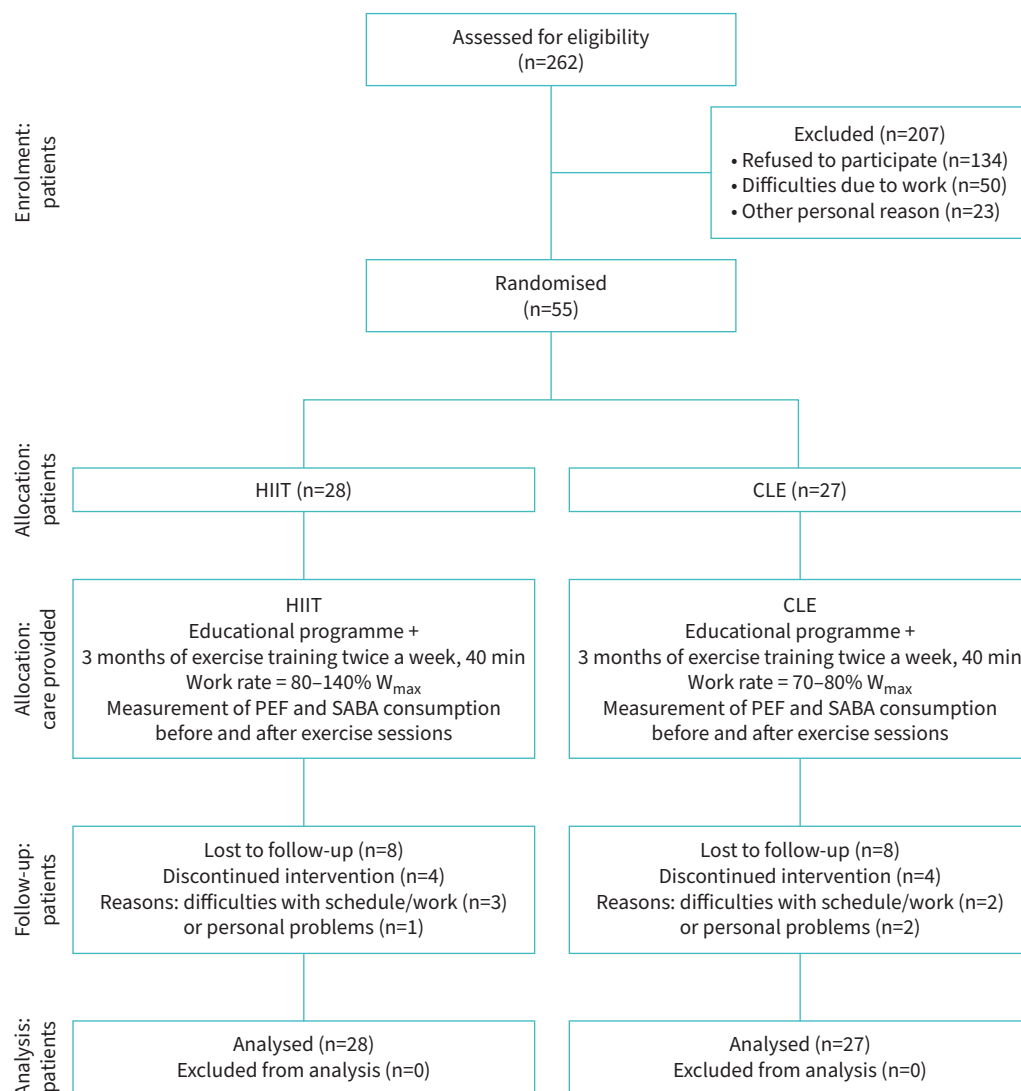 Assessed for eligibility
(n=262)
Enrolment:
patients
Excluded (n=207)
• Refused to participate (n=134)
• Difficulties due to work (n=50)
• Other personal reason (n=23)
Randomised
(n=55)
Allocation:
patients
HIIT (n=28)
CLE (n=27)
Allocation:
care provided
HIIT
Educational programme +
3 months of exercise training twice a week, 40 min
Work rate = 80–140% Wmax
Measurement of PEF and SABA consumption
before and after exercise sessions
CLE
Educational programme +
3 months of exercise training twice a week, 40 min
Work rate = 70–80% Wmax
Measurement of PEF and SABA consumption
before and after exercise sessions
Follow-up:
patients
Lost to follow-up (n=8)
Discontinued intervention (n=4)
Reasons: difficulties with schedule/work (n=3)
or personal problems (n=1)
Lost to follow-up (n=8)
Discontinued intervention (n=4)
Reasons: difficulties with schedule/work (n=2)
or personal problems (n=2)
Analysis:
patients
Analysed (n=28)
Excluded from analysis (n=0)
Analysed (n=27)
Excluded from analysis (n=0)